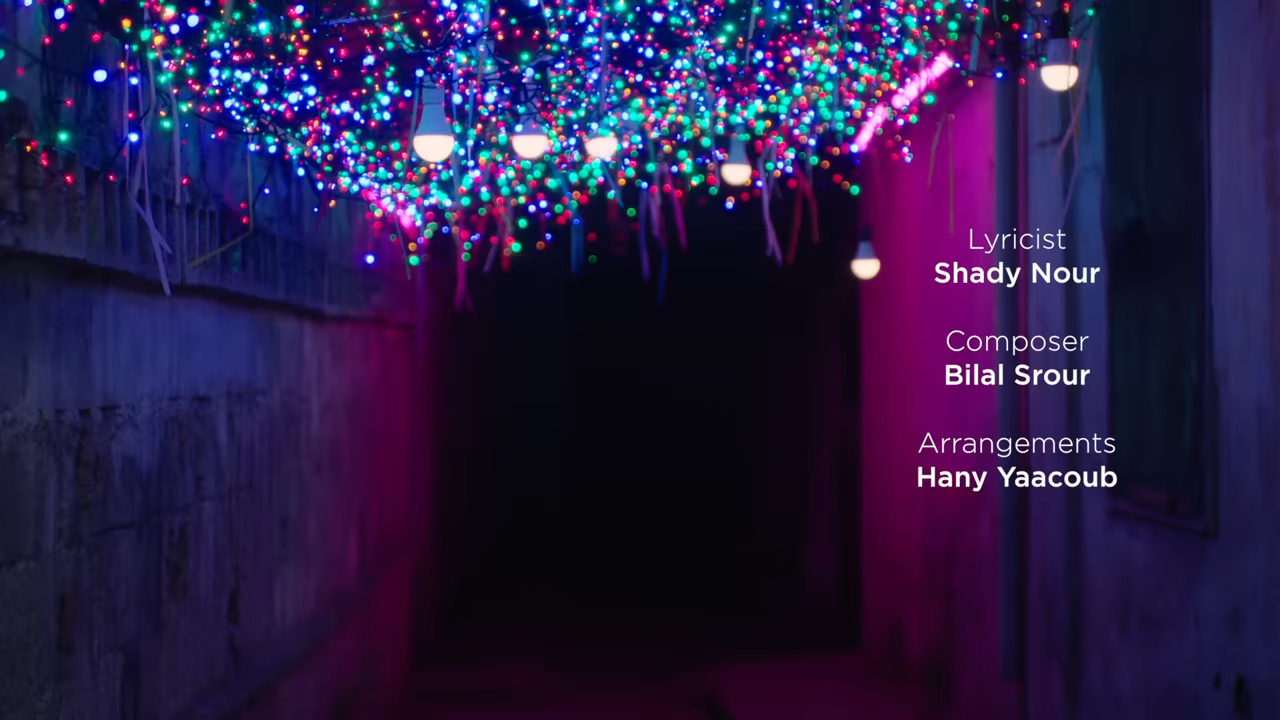 Lyricist
Shady Nour
Composer
Bilal Srour
Arrangements
Hany Yaacoub